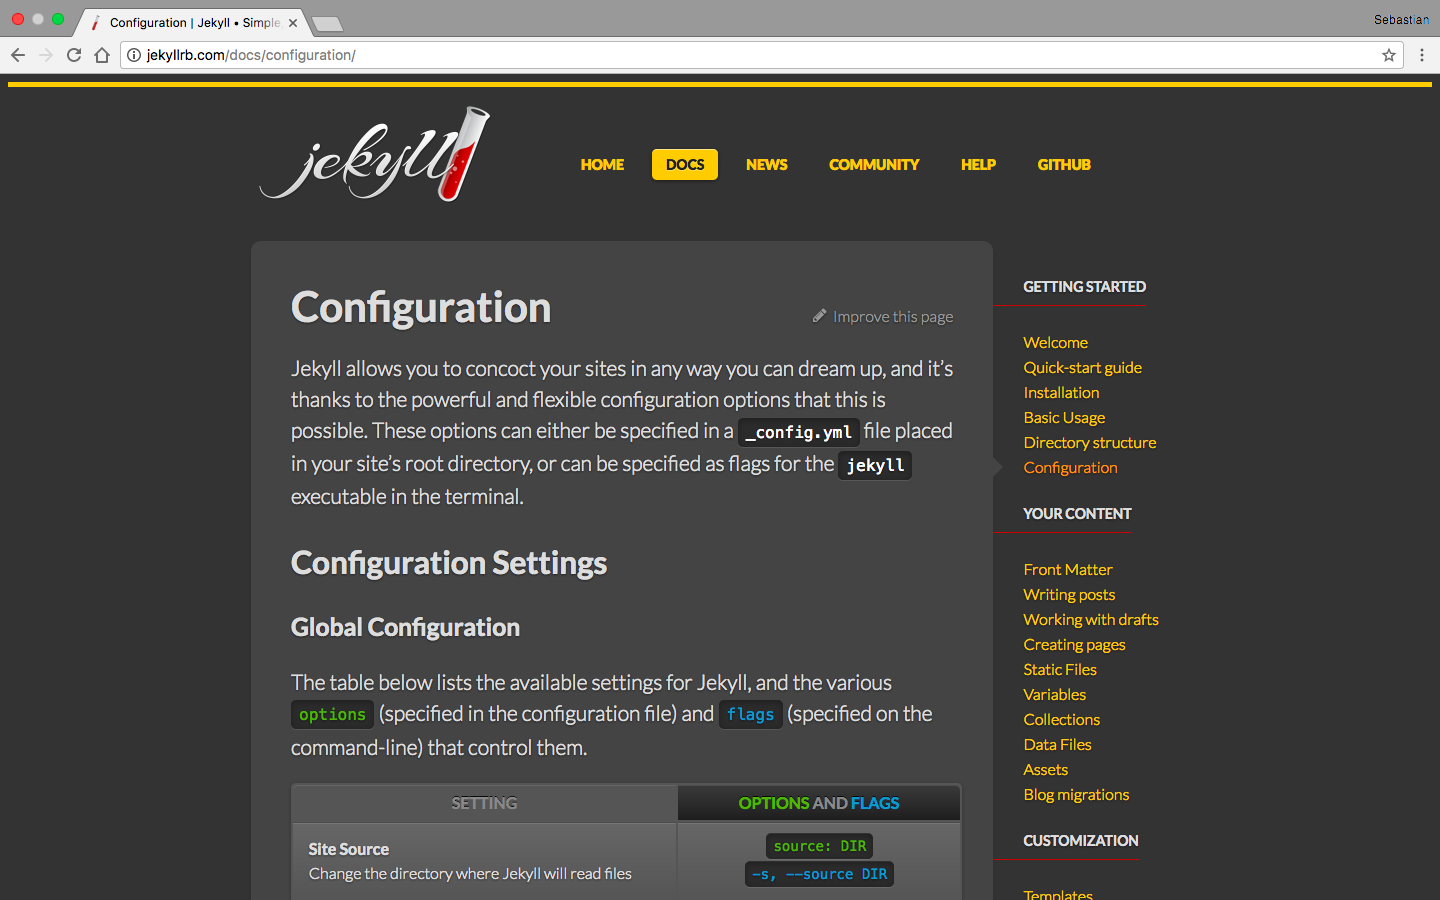 Configuration | Jekyll • Simple
Sebastian
jekyllrb.com/docs/configuration/
jekyll
HOME
DOCS
NEWS
COMMUNITY
HELP
GITHUB
Configuration
Improve this page
Jekyll allows you to concoct your sites in any way you can dream up, and it’s
thanks to the powerful and flexible configuration options that this is
possible. These options can either be specified in a _config.yml file placed
in your site’s root directory, or can be specified as flags for the jekyll
executable in the terminal.
Configuration Settings
Global Configuration
The table below lists the available settings for Jekyll, and the various
options (specified in the configuration file) and flags (specified on the
command-line) that control them.
SETTING
OPTIONS AND FLAGS
Site Source
Change the directory where Jekyll will read files
source: DIR
-s, --source DIR
GETTING STARTED
Welcome
Quick-start guide
Installation
Basic Usage
Directory structure
Configuration
YOUR CONTENT
Front Matter
Writing posts
Working with drafts
Creating pages
Static Files
Variables
Collections
Data Files
Assets
Blog migrations
CUSTOMIZATION
Templates